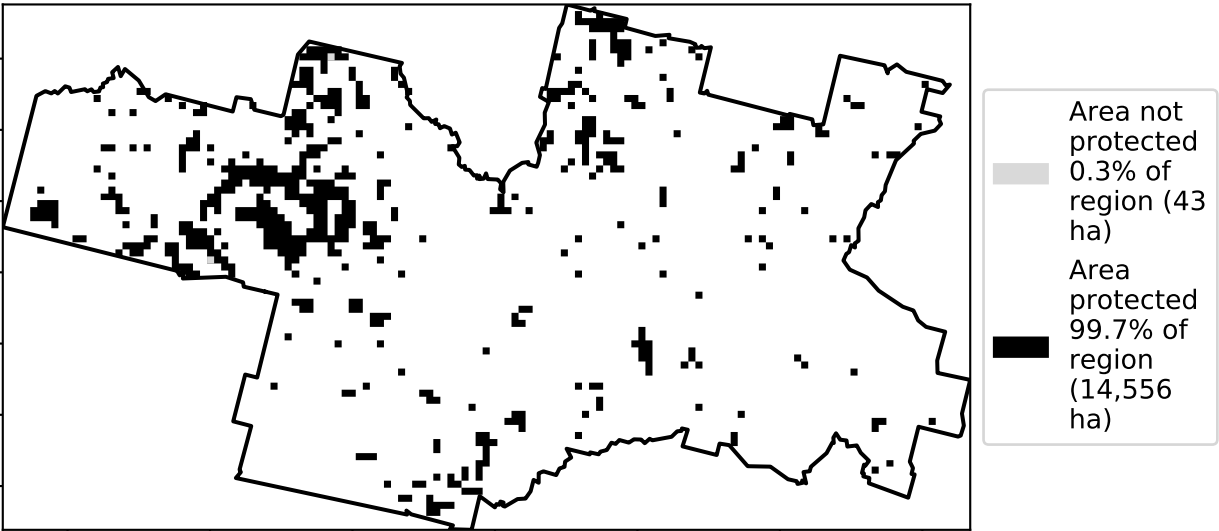 Area not
protected
0.3% of
region (43
ha)
Area
protected
99.7% of
region
(14,556
ha)